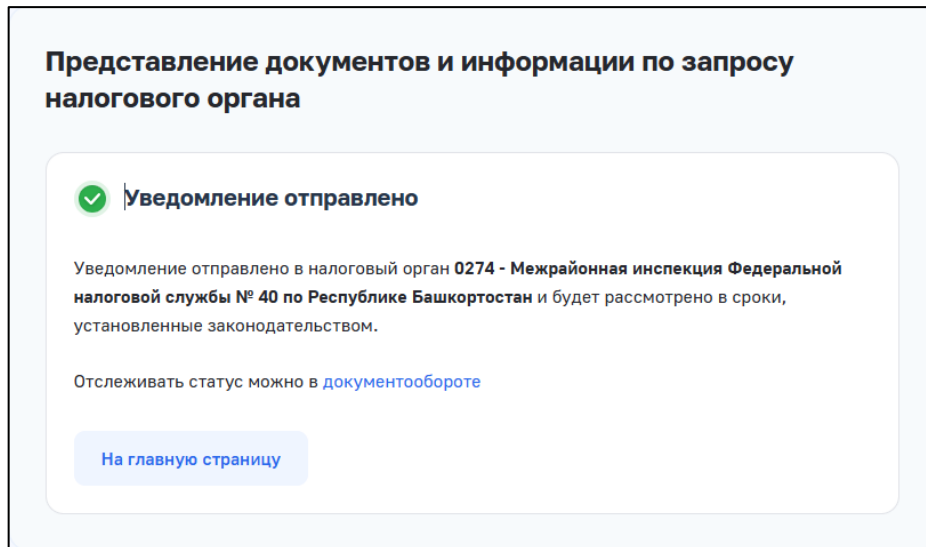 Представление документов и информации по запросу
налогового органа
Уведомление отправлено
Уведомление отправлено в налоговый орган 0274 - Межрайонная инспекция Федеральной
налоговой службы № 40 по Республике Башкортостан и будет рассмотрено в сроки,
установленные законодательством.
Отслеживать статус можно в документообороте
На главную страницу